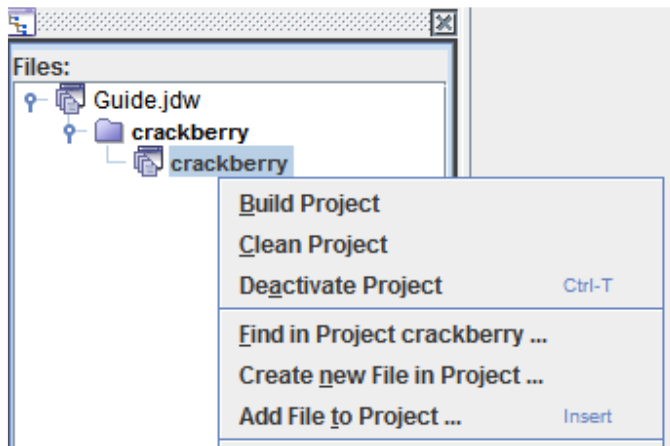 Files:
Guide.jdw
crackberry
crackberry
Build Project
Clean Project
Deactivate Project Ctrl-T
Find in Project crackberry ...
Create new File in Project ...
Add File to Project ... Insert